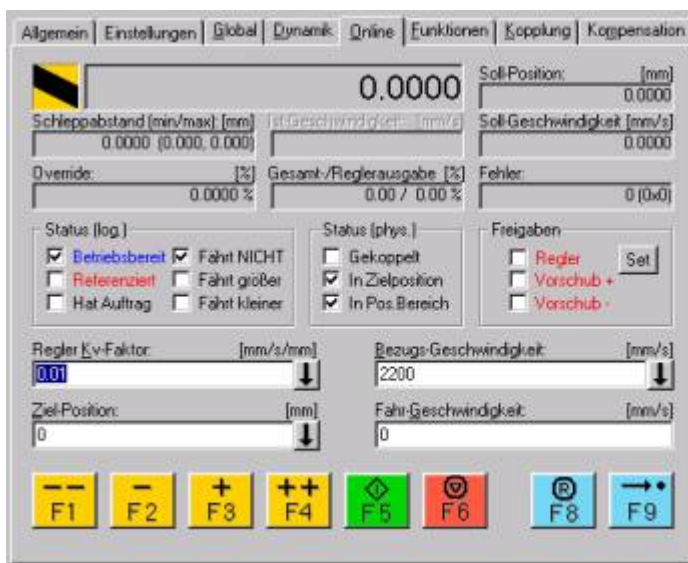 Allgemein Einstellungen Global Dynamik Online Funktionen Kopplung Kompensation
0.0000
Soll-Position: [mm]
0.0000
Schleppabstand (min/max): [mm] Ist-Geschwindigkeit: [mm/s] Soll-Geschwindigkeit: [mm/s]
0.0000 (0.000, 0.000) 0.0000
Override: [%] Gesamt-/Reglerausgabe: [%] Fehler:
0.0000 % 0.00 / 0.00 % 0 (0x0)
Status (log.) Status (phys.) Freigaben
Betriebsbereit Fährt NICHT Gekoppelt Regler Set
Referenziert Fährt größer In Zielposition Vorschub +
Hat Auftrag Fährt kleiner In Pos.Bereich Vorschub -
Regler Kv-Faktor: [mm/s/mm] Bezugs-Geschwindigkeit: [mm/s]
0.01 2200
Ziel-Position: [mm] Fahr-Geschwindigkeit: [mm/s]
0 0
-- - + ++ R
F1 F2 F3 F4 F5 F6 F8 F9